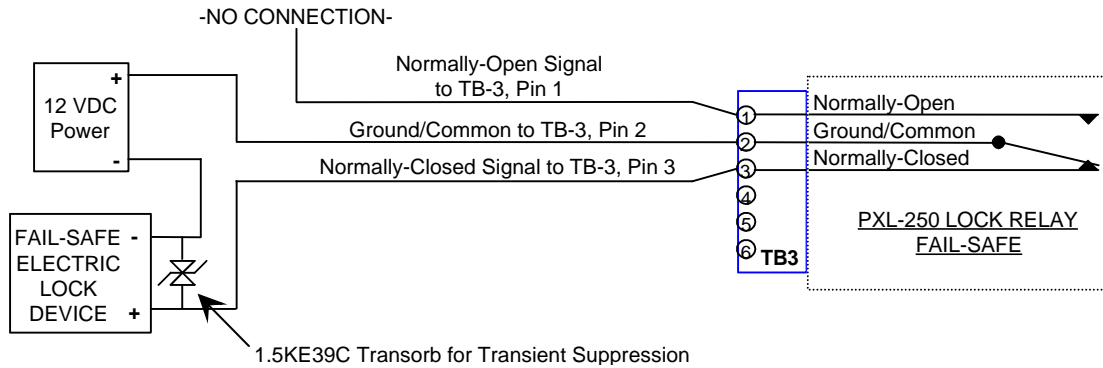 -NO CONNECTION-
Normally-Open Signal
to TB-3, Pin 1
+
12 VDC
Power
-
Ground/Common to TB-3, Pin 2
Normally-Closed Signal to TB-3, Pin 3
FAIL-SAFE -
ELECTRIC
LOCK
DEVICE +
1.5KE39C Transorb for Transient Suppression
1
2
3
4
5
6
TB3
Normally-Open
Ground/Common
Normally-Closed
PXL-250 LOCK RELAY
FAIL-SAFE